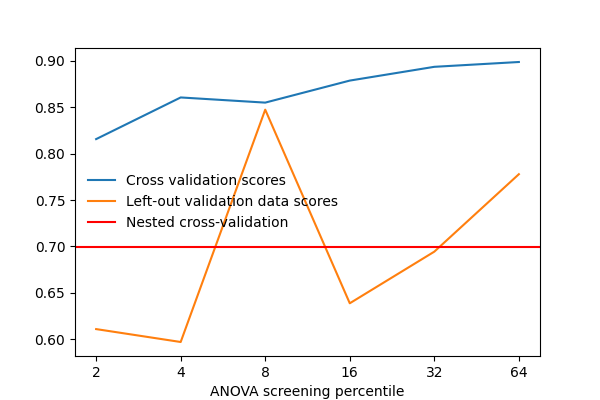 0.90
0.85
0.80
0.75
0.70
0.65
0.60
Cross validation scores
Left-out validation data scores
Nested cross-validation
2 4 8 16 32 64
ANOVA screening percentile